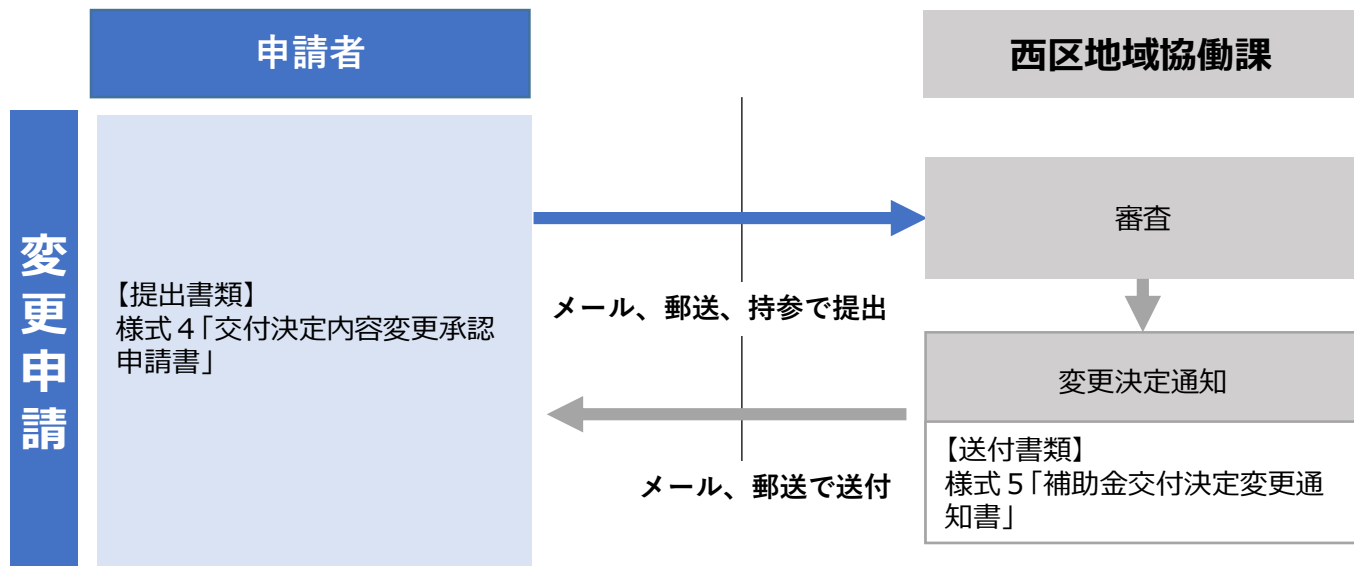 申請者
西区地域協働課
変更申請
【提出書類】
様式４「交付決定内容変更承認
申請書」
メール、郵送、持参で提出
審査
変更決定通知
【送付書類】
様式５「補助金交付決定変更通
知書」
メール、郵送で送付